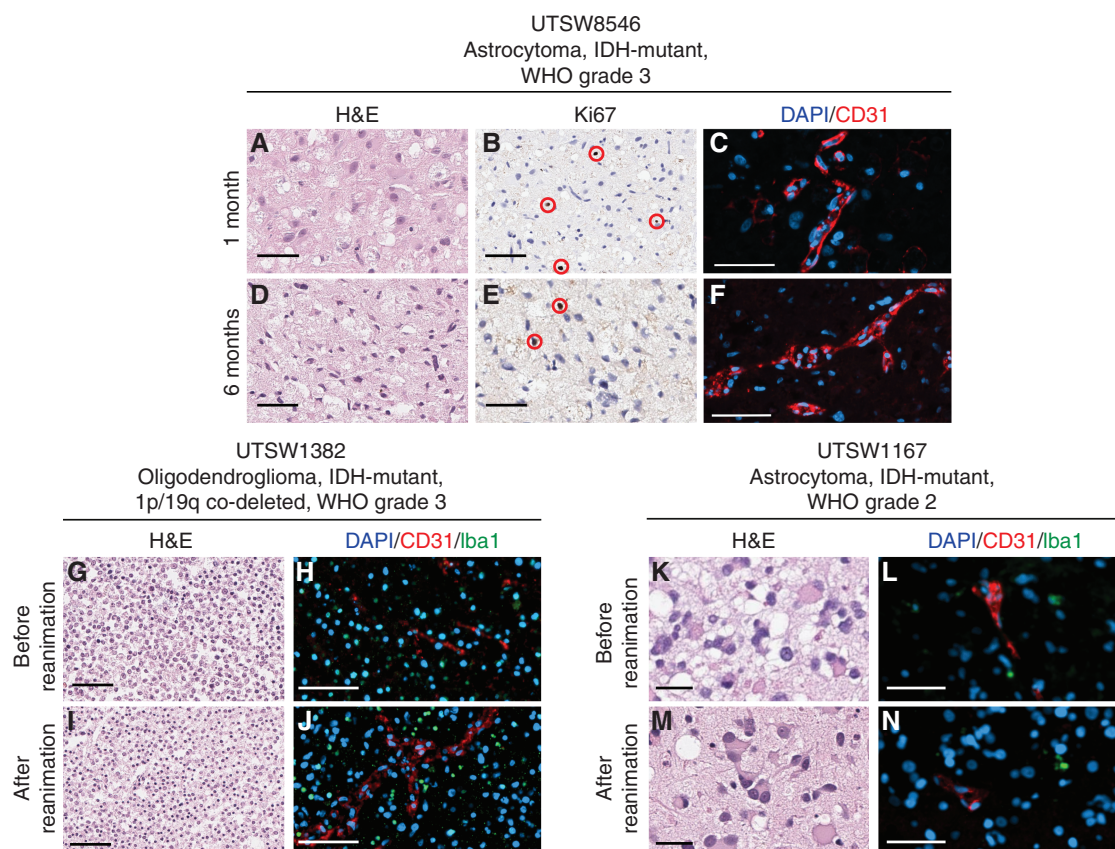 UTSW8546
Astrocytoma, IDH-mutant,
WHO grade 3
H&E
Ki67
DAPI/CD31
1 month
A
B
C
6 months
D
E
F
UTSW1382
Oligodendroglioma, IDH-mutant,
1p/19q co-deleted, WHO grade 3
H&E
DAPI/CD31/Iba1
Before
reanimation
G
H
After
reanimation
I
J
UTSW1167
Astrocytoma, IDH-mutant,
WHO grade 2
H&E
DAPI/CD31/Iba1
Before
reanimation
K
L
After
reanimation
M
N